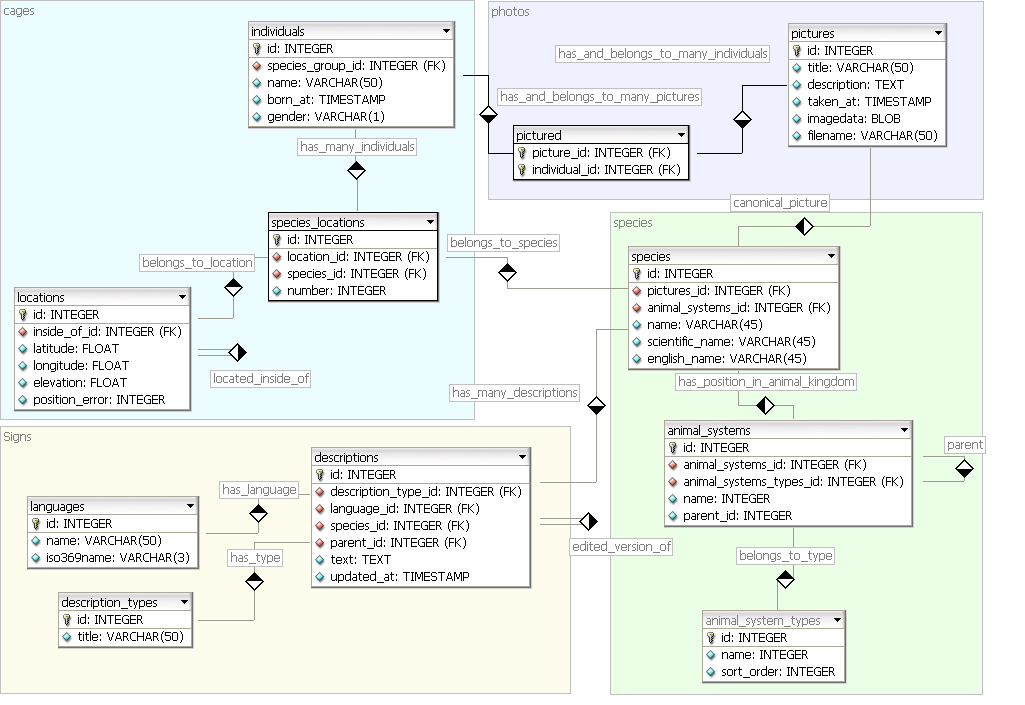 cages
individuals
id: INTEGER
species_group_id: INTEGER (FK)
name: VARCHAR(50)
born_at: TIMESTAMP
gender: VARCHAR(1)
has_many_individuals
species_locations
id: INTEGER
location_id: INTEGER (FK)
species_id: INTEGER (FK)
number: INTEGER
belongs_to_location
belongs_to_species
locations
id: INTEGER
inside_of_id: INTEGER (FK)
latitude: FLOAT
longitude: FLOAT
elevation: FLOAT
position_error: INTEGER
located_inside_of
photos
has_and_belongs_to_many_individuals
has_and_belongs_to_many_pictures
pictured
picture_id: INTEGER (FK)
individual_id: INTEGER (FK)
pictures
id: INTEGER
title: VARCHAR(50)
description: TEXT
taken_at: TIMESTAMP
imagedata: BLOB
filename: VARCHAR(50)
canonical_picture
species
species
id: INTEGER
pictures_id: INTEGER (FK)
animal_systems_id: INTEGER (FK)
name: VARCHAR(45)
scientific_name: VARCHAR(45)
english_name: VARCHAR(45)
has_position_in_animal_kingdom
has_many_descriptions
animal_systems
id: INTEGER
animal_systems_id: INTEGER (FK)
animal_systems_types_id: INTEGER (FK)
name: INTEGER
parent_id: INTEGER
parent
belongs_to_type
animal_system_types
id: INTEGER
name: INTEGER
sort_order: INTEGER
Signs
descriptions
id: INTEGER
description_type_id: INTEGER (FK)
language_id: INTEGER (FK)
species_id: INTEGER (FK)
parent_id: INTEGER (FK)
text: TEXT
updated_at: TIMESTAMP
edited_version_of
has_language
languages
id: INTEGER
name: VARCHAR(50)
iso369name: VARCHAR(3)
has_type
description_types
id: INTEGER
title: VARCHAR(50)